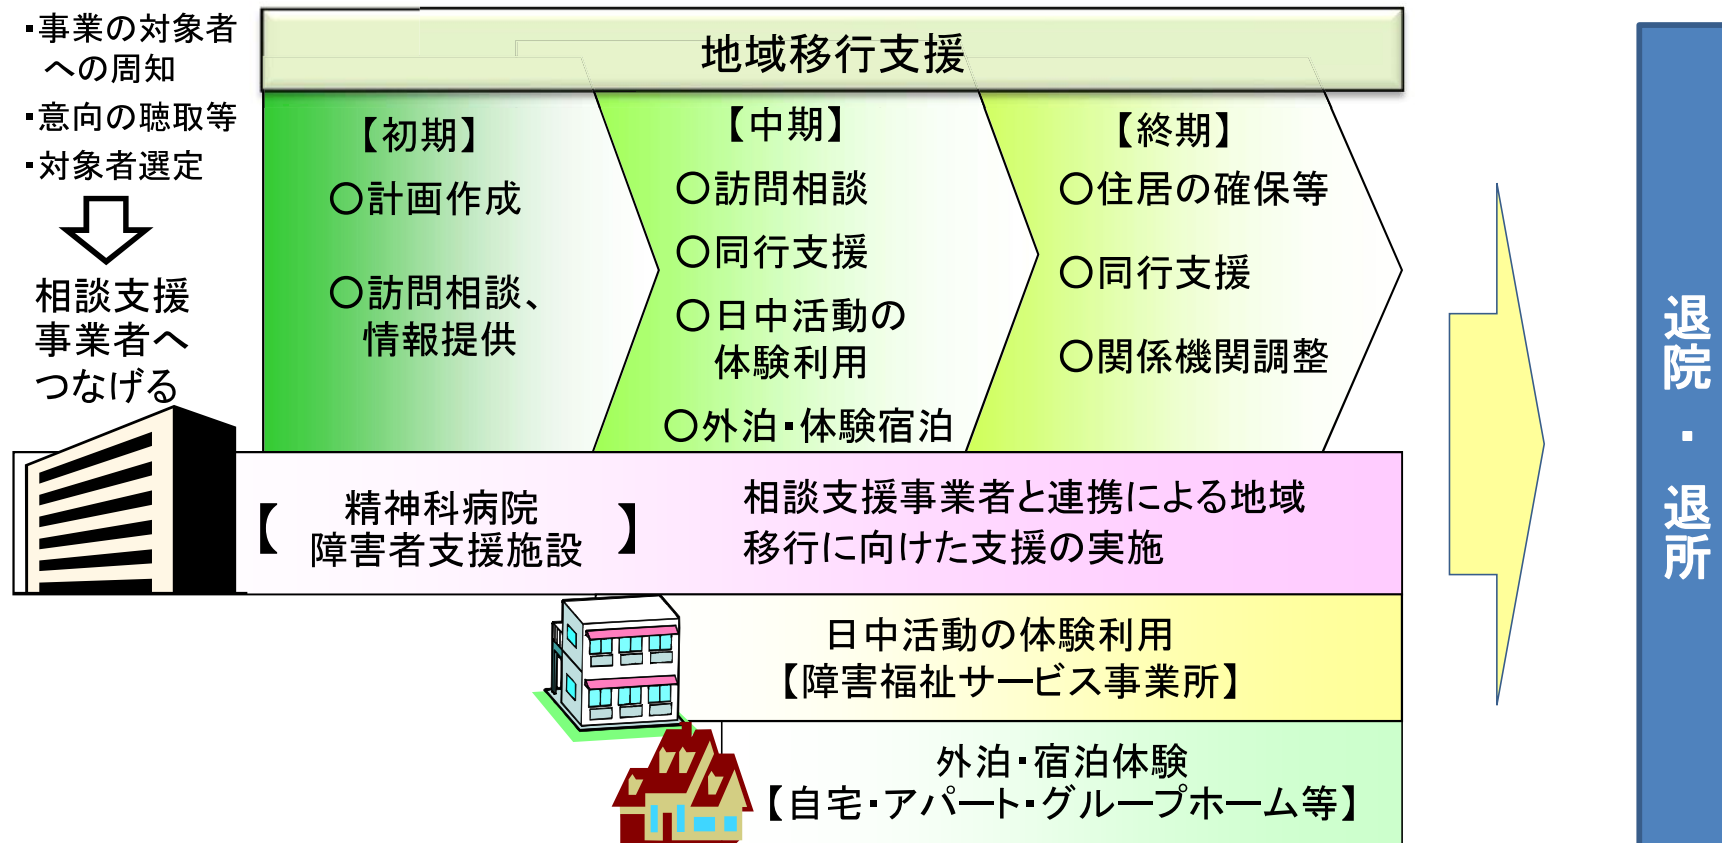 ・事業の対象者
への周知
・意向の聴取等
・対象者選定
相談支援
事業者へ
つなげる
地域移行支援
【初期】
○計画作成
○訪問相談、
情報提供
【中期】
○訪問相談
○同行支援
○日中活動の
体験利用
○外泊・体験宿泊
【終期】
○住居の確保等
○同行支援
○関係機関調整
【精神科病院
障害者支援施設】
相談支援事業者と連携による地域
移行に向けた支援の実施
日中活動の体験利用
【障害福祉サービス事業所】
外泊・宿泊体験
【自宅・アパート・グループホーム等】
退院・退所